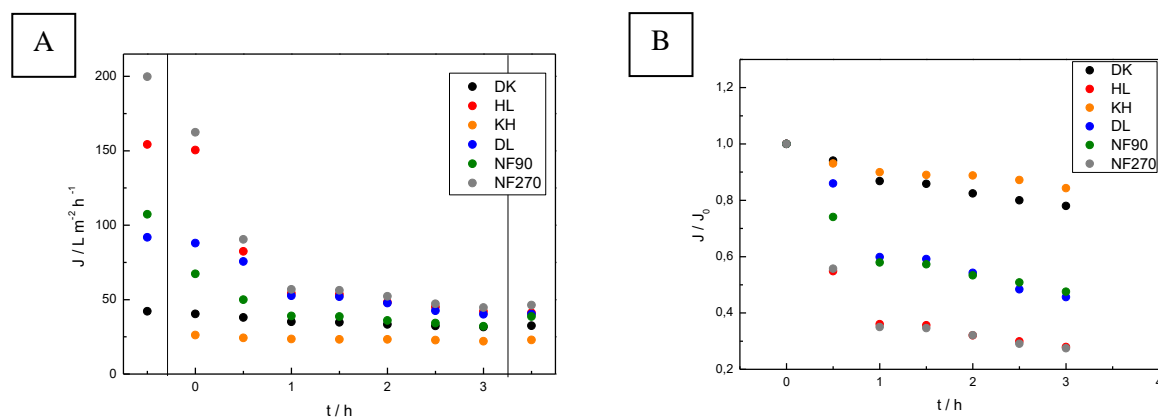 A
B
200
150
100
50
0
J / L m⁻² h⁻¹
0
1
2
3
t / h
DK
HL
KH
DL
NF90
NF270
1,2
1,0
0,8
0,6
0,4
0,2
J / J₀
0
1
2
3
4
t / h
DK
HL
KH
DL
NF90
NF270